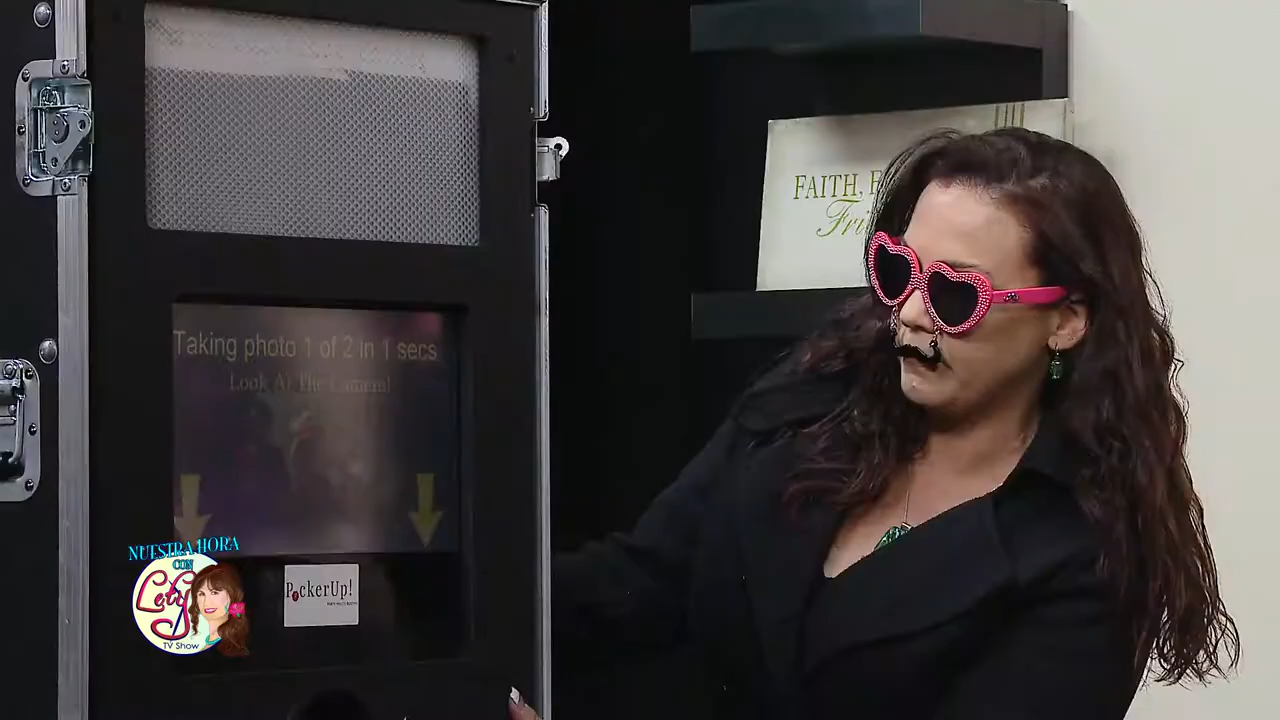 FAITH, F
Fri
Taking photo 1 of 2 in 1 secs
Look At The Camera!
NUESTRA HORA
CON
Lety
TV Show
PuckerUp!